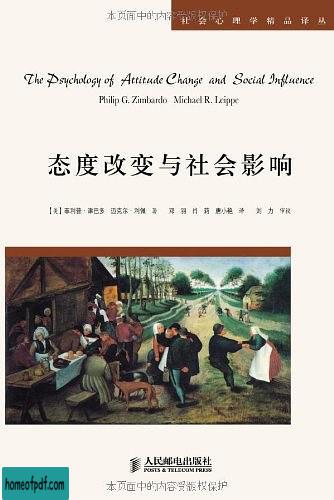 本页面中的内容受版权保护
社会心理学精品译丛
The Psychology of Attitude Change and Social Influence
Philip G. Zimbardo Michael R. Leippe
态度改变与社会影响
【美】菲利普·津巴多 迈克尔·利佩 著 邓羽 肖莉 唐小艳 译 刘力 审校
人民邮电出版社
POSTS & TELECOM PRESS
本页面中的内容受版权保护
homeofpdf.com